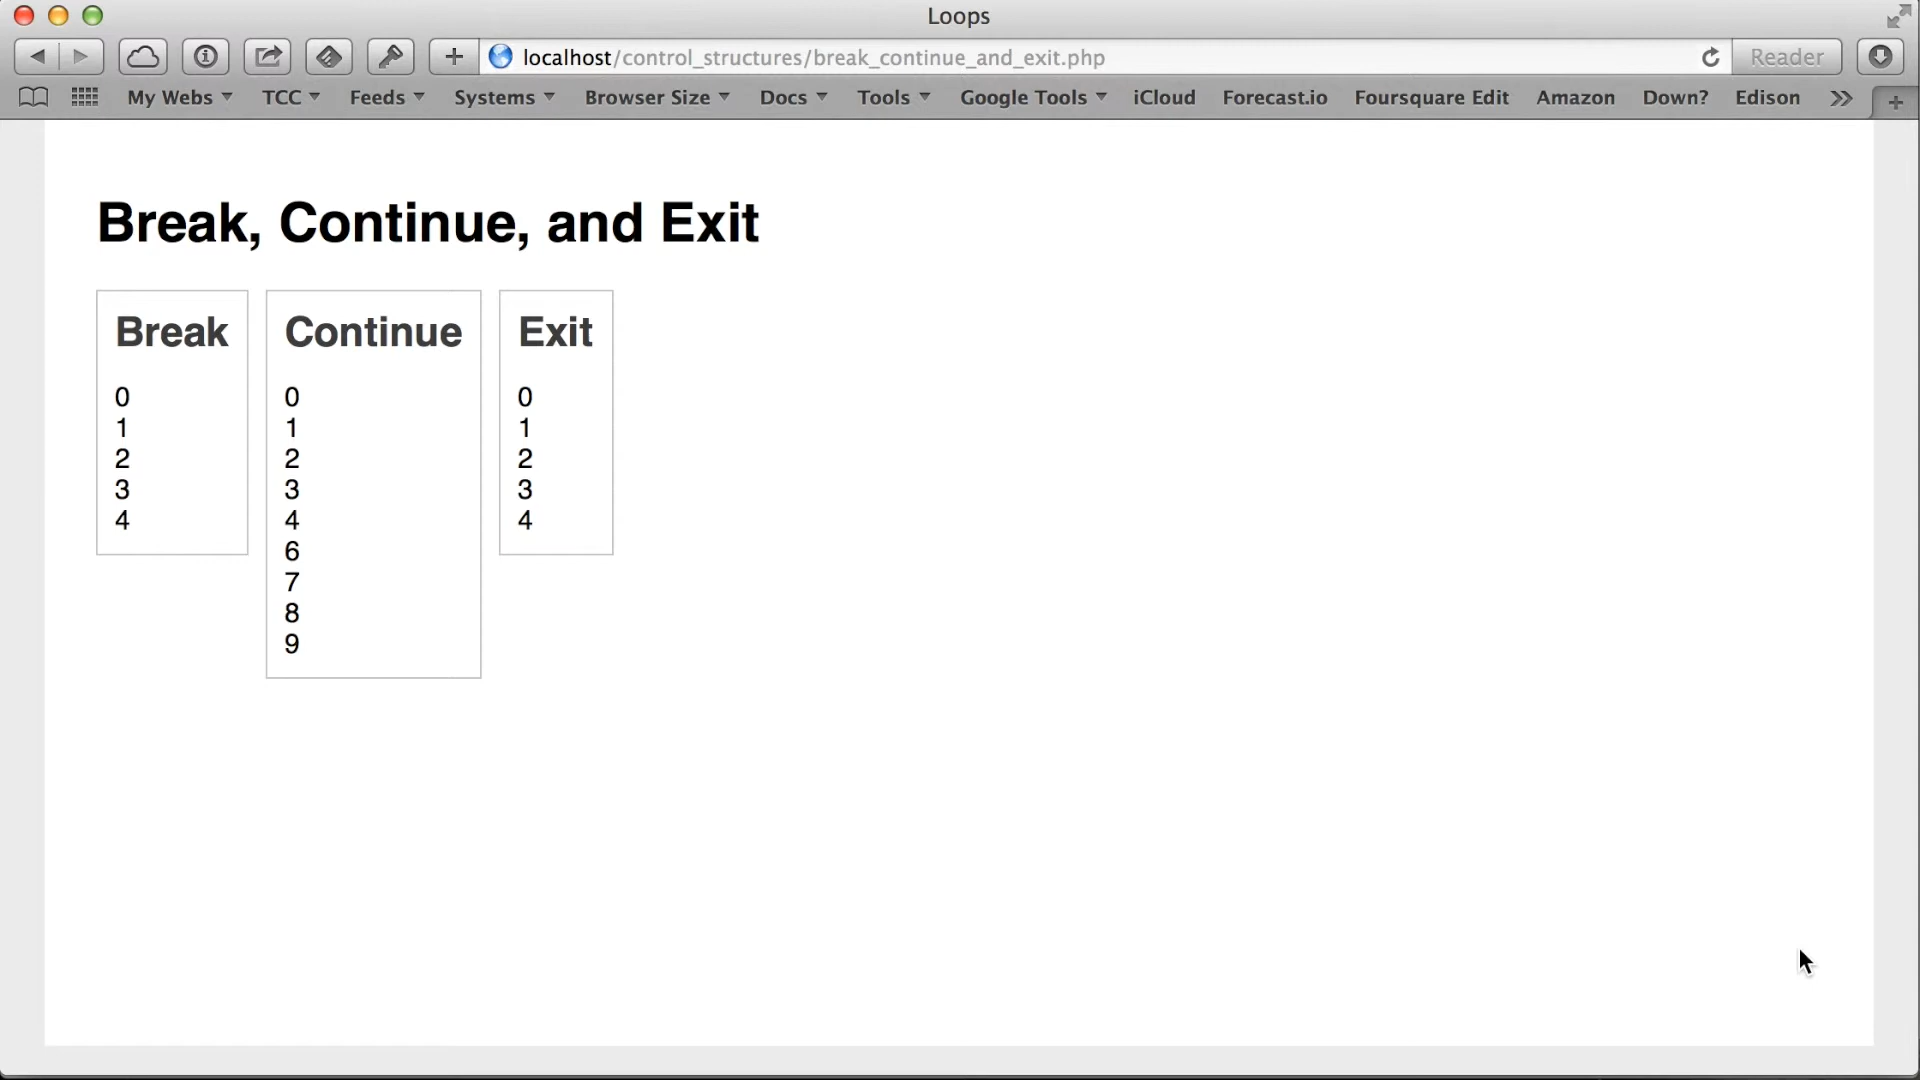 Loops
localhost/control_structures/break_continue_and_exit.php
Reader
My Webs TCC Feeds Systems Browser Size Docs Tools Google Tools iCloud Forecast.io Foursquare Edit Amazon Down? Edison
Break, Continue, and Exit
Break
0
1
2
3
4
Continue
0
1
2
3
4
6
7
8
9
Exit
0
1
2
3
4